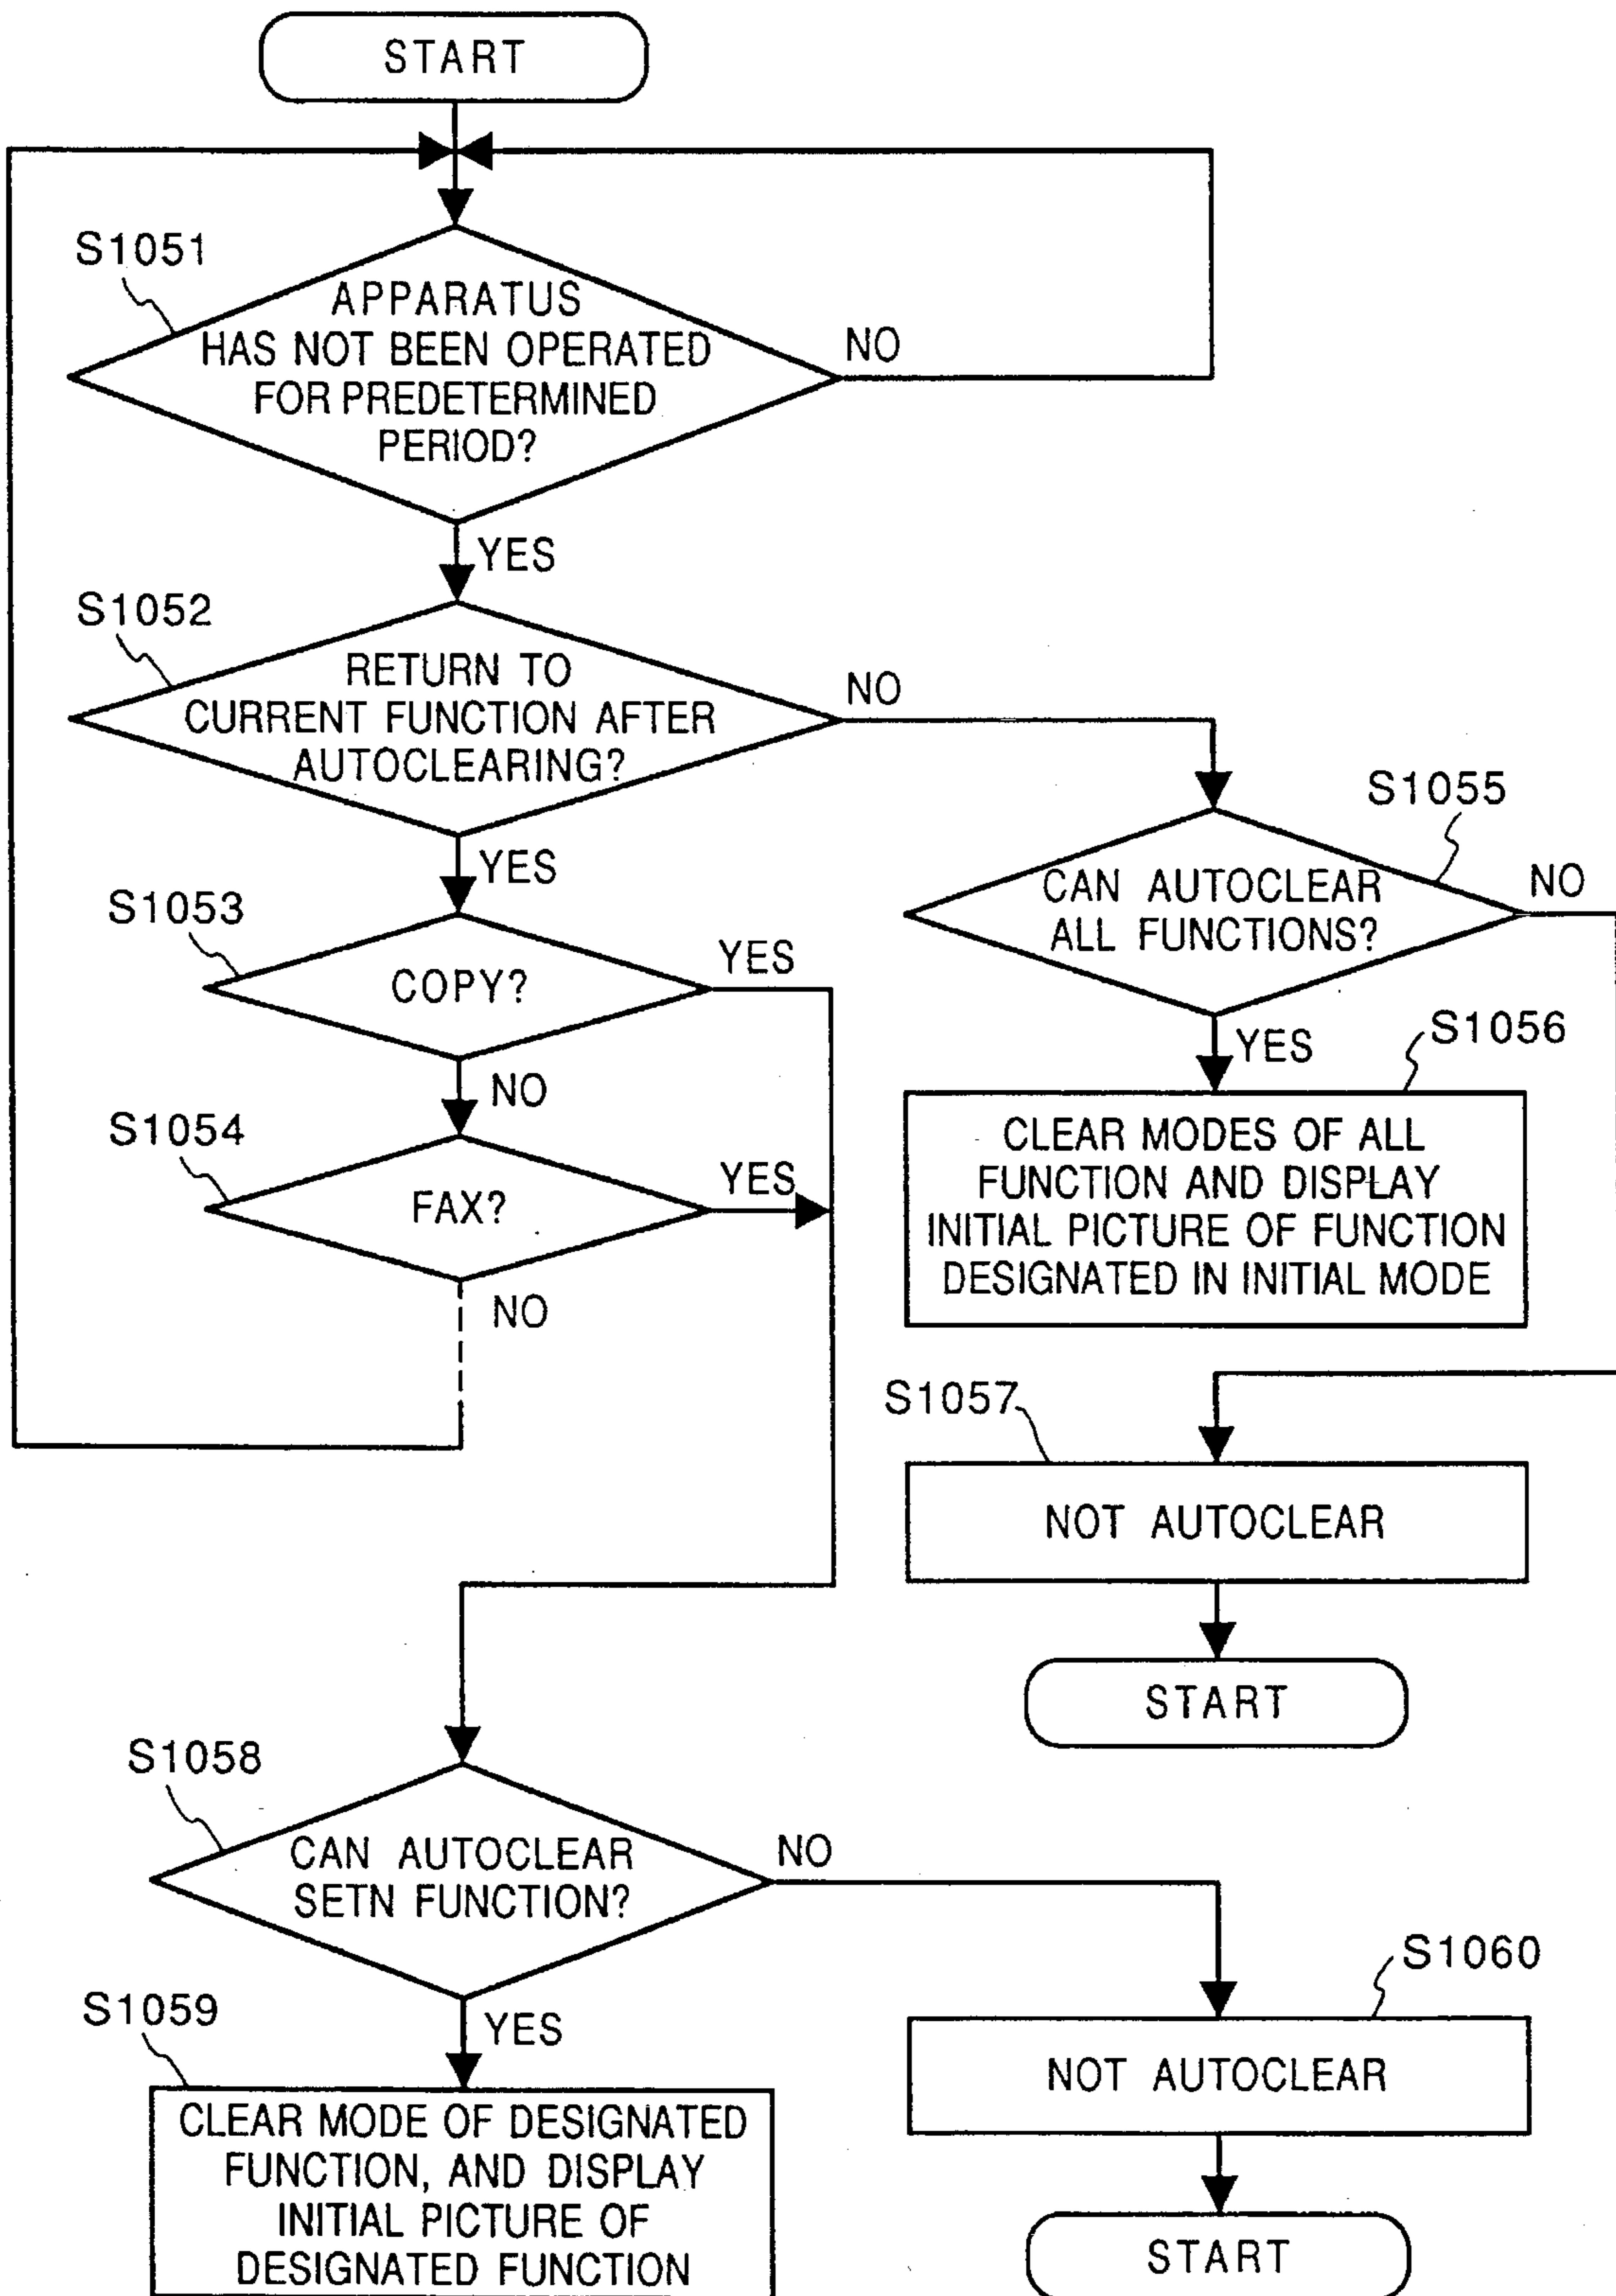 START
S1051
APPARATUS
HAS NOT BEEN OPERATED
FOR PREDETERMINED
PERIOD?
NO
YES
S1052
RETURN TO
CURRENT FUNCTION AFTER
AUTOCLEARING?
NO
YES
S1055
CAN AUTOCLEAR
ALL FUNCTIONS?
NO
YES
S1053
COPY?
YES
NO
S1056
CLEAR MODES OF ALL
FUNCTION AND DISPLAY
INITIAL PICTURE OF FUNCTION
DESIGNATED IN INITIAL MODE
S1054
FAX?
YES
NO
S1057
NOT AUTOCLEAR
START
S1058
CAN AUTOCLEAR
SETN FUNCTION?
NO
YES
S1060
NOT AUTOCLEAR
START
S1059
CLEAR MODE OF DESIGNATED
FUNCTION, AND DISPLAY
INITIAL PICTURE OF
DESIGNATED FUNCTION